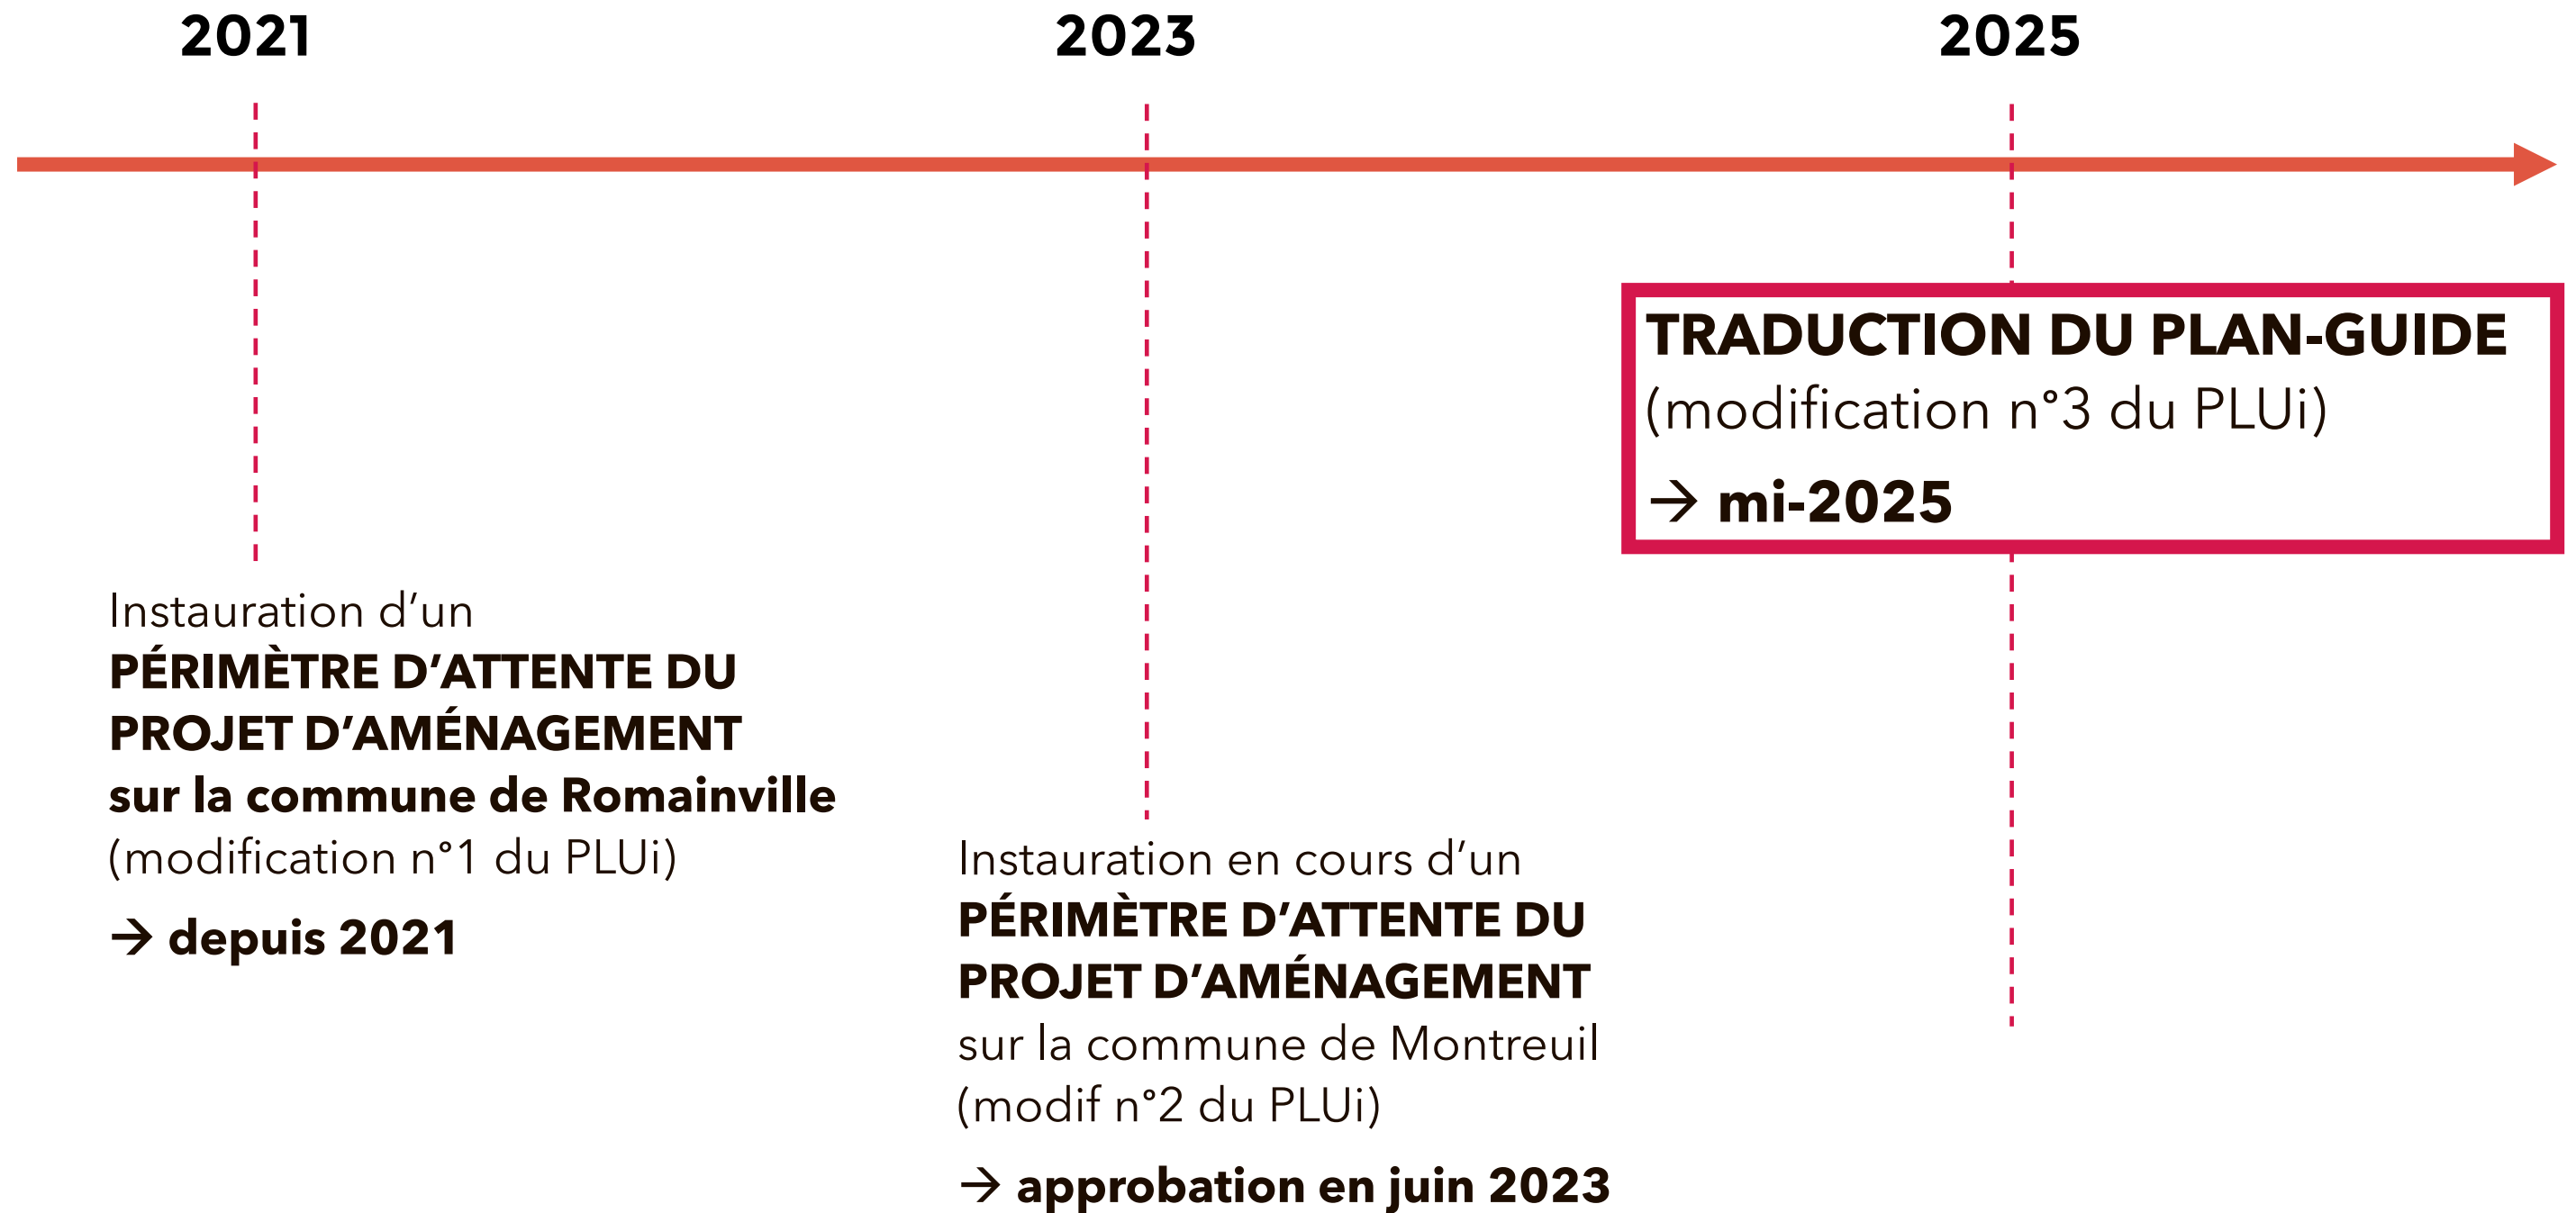 2021
2023
2025
TRADUCTION DU PLAN-GUIDE
(modification n°3 du PLUi)
→ mi-2025
Instauration d’un
PÉRIMÈTRE D’ATTENTE DU
PROJET D’AMÉNAGEMENT
sur la commune de Romainville
(modification n°1 du PLUi)
→ depuis 2021
Instauration en cours d’un
PÉRIMÈTRE D’ATTENTE DU
PROJET D’AMÉNAGEMENT
sur la commune de Montreuil
(modif n°2 du PLUi)
→ approbation en juin 2023